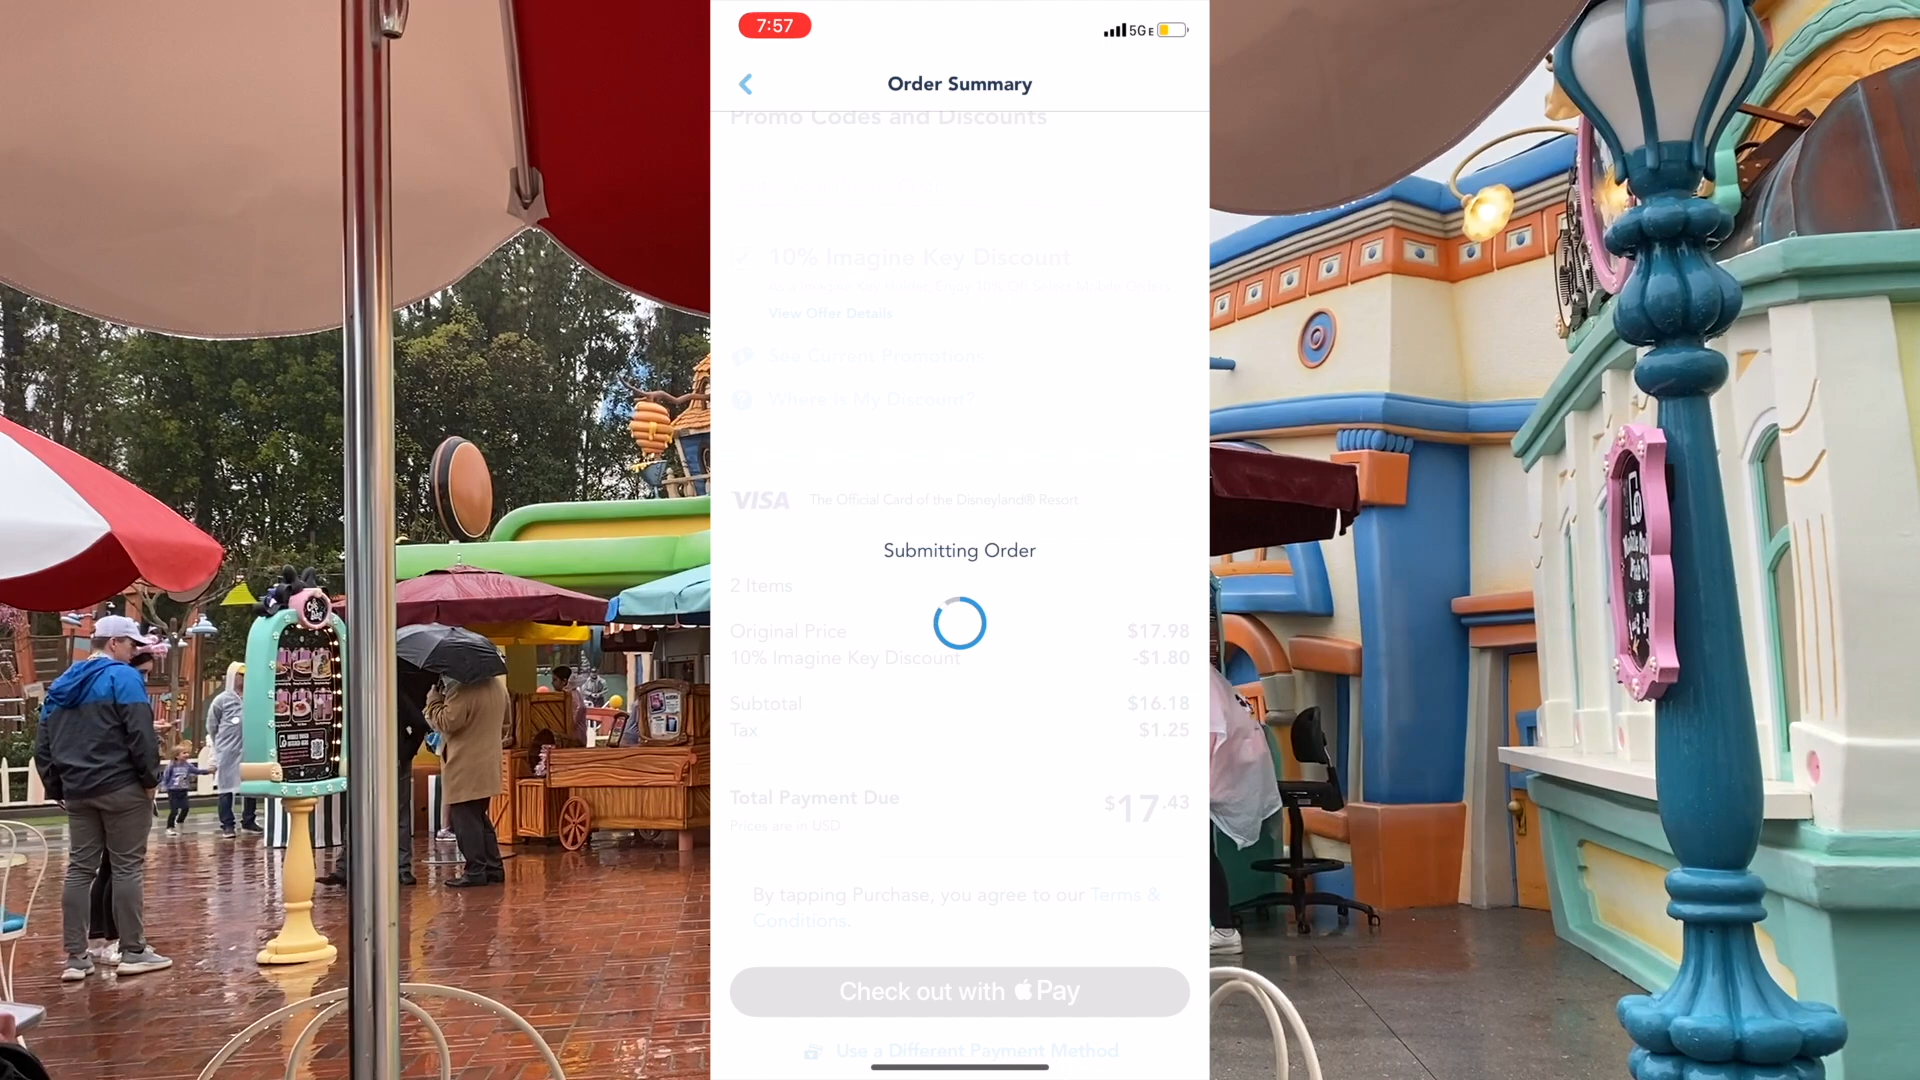 7:57
5GE
Order Summary
Promo Codes and Discounts
10% Imagine Key Discount
View Offer Details
See Current Promotions
Where Is My Discount?
VISA The Official Card of the Disneyland® Resort
Submitting Order
2 Items
Original Price $17.98
10% Imagine Key Discount -$1.80
Subtotal $16.18
Tax $1.25
Total Payment Due $17.43
Prices are in USD
By tapping Purchase, you agree to our Terms &
Conditions.
Check out with Pay
Use a Different Payment Method